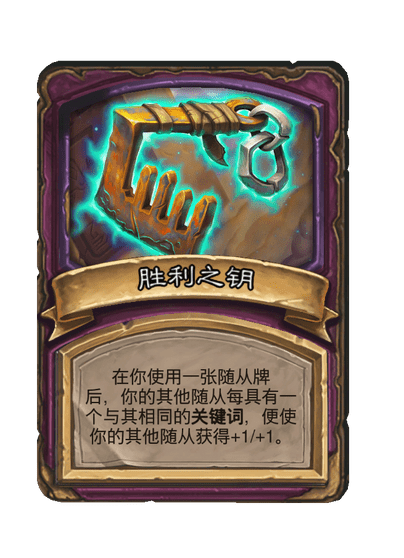 胜利之钥
在你使用一张随从牌
后，你的其他随从每具有一
个与其相同的关键词，便使
你的其他随从获得+1/+1。